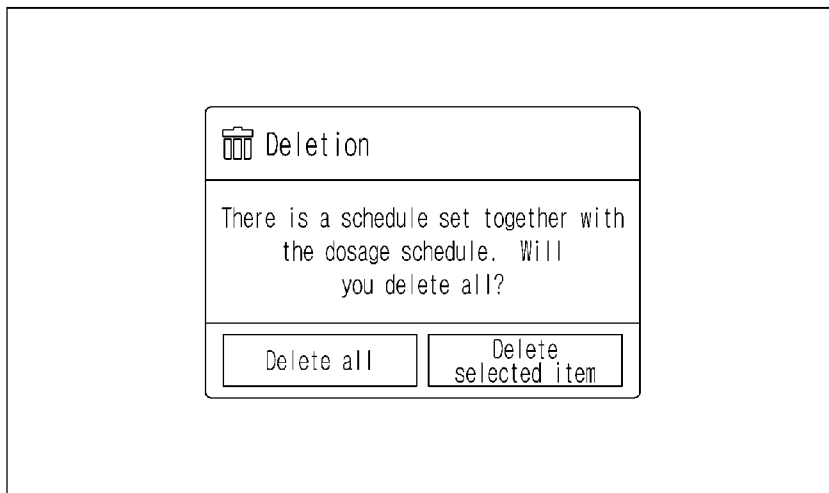 Deletion
There is a schedule set together with
the dosage schedule. Will
you delete all?
Delete all
Delete
selected item